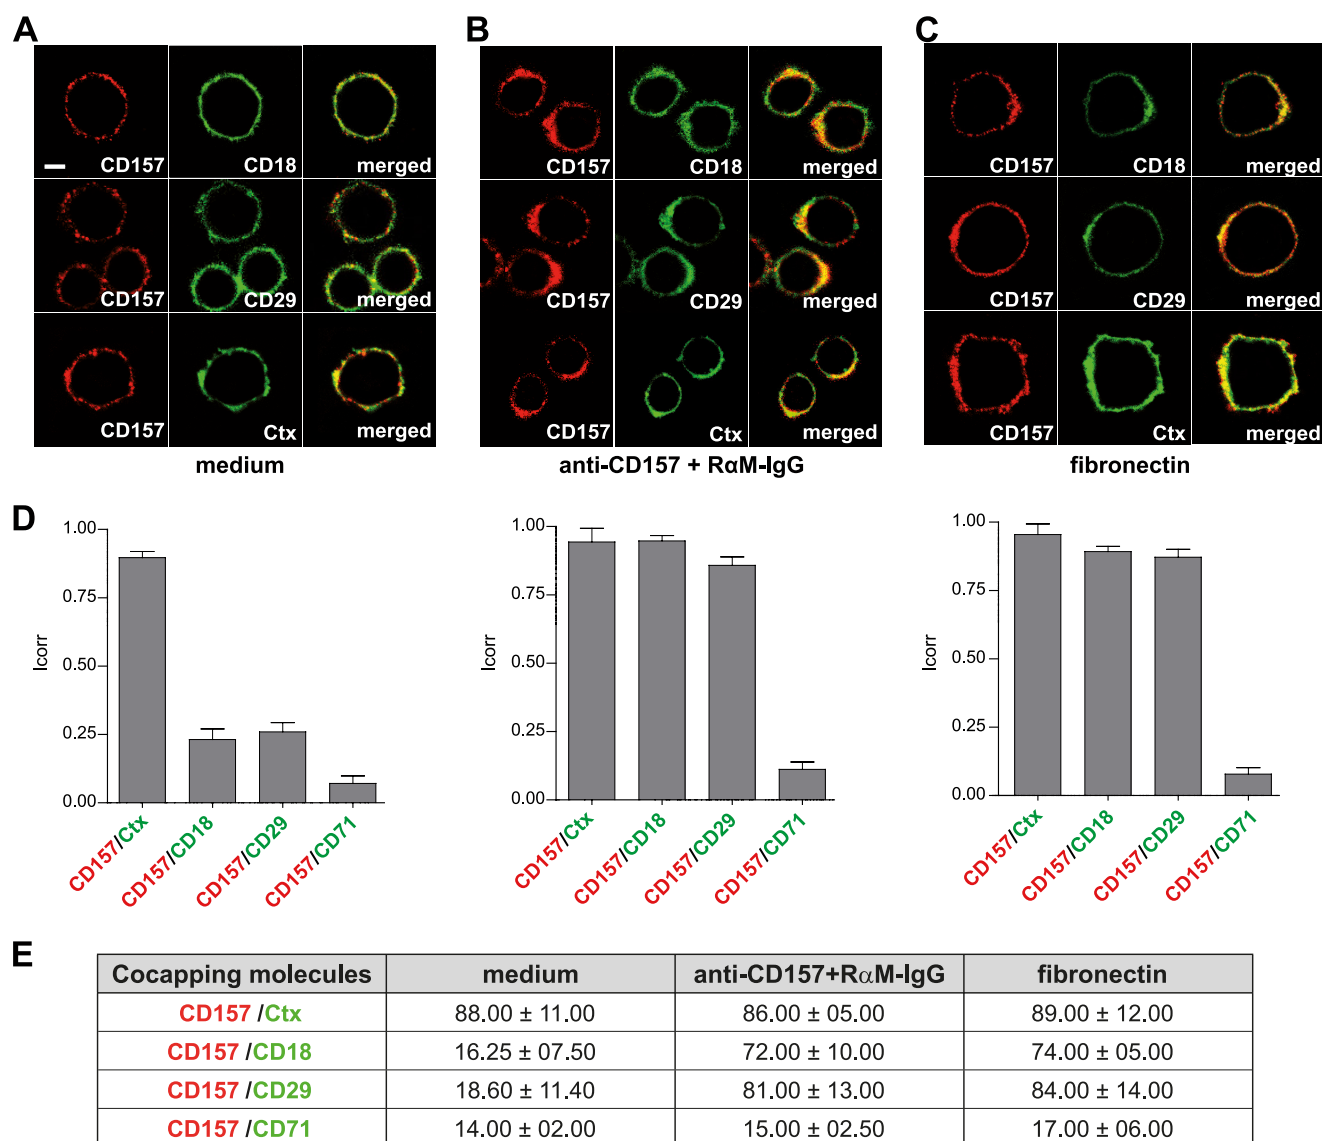 A
B
C
CD157 CD18 merged
CD157 CD29 merged
CD157 Ctx merged
medium
CD157 CD18 merged
CD157 CD29 merged
CD157 Ctx merged
anti-CD157 + RαM-IgG
CD157 CD18 merged
CD157 CD29 merged
CD157 Ctx merged
fibronectin
D
Icorr
1.00
0.75
0.50
0.25
0.00
CD157/Ctx
CD157/CD18
CD157/CD29
CD157/CD71
Icorr
1.00
0.75
0.50
0.25
0.00
CD157/Ctx
CD157/CD18
CD157/CD29
CD157/CD71
Icorr
1.00
0.75
0.50
0.25
0.00
CD157/Ctx
CD157/CD18
CD157/CD29
CD157/CD71
E
Cocapping molecules medium anti-CD157+RαM-IgG fibronectin
CD157 /Ctx 88.00 ± 11.00 86.00 ± 05.00 89.00 ± 12.00
CD157 /CD18 16.25 ± 07.50 72.00 ± 10.00 74.00 ± 05.00
CD157 /CD29 18.60 ± 11.40 81.00 ± 13.00 84.00 ± 14.00
CD157 /CD71 14.00 ± 02.00 15.00 ± 02.50 17.00 ± 06.00